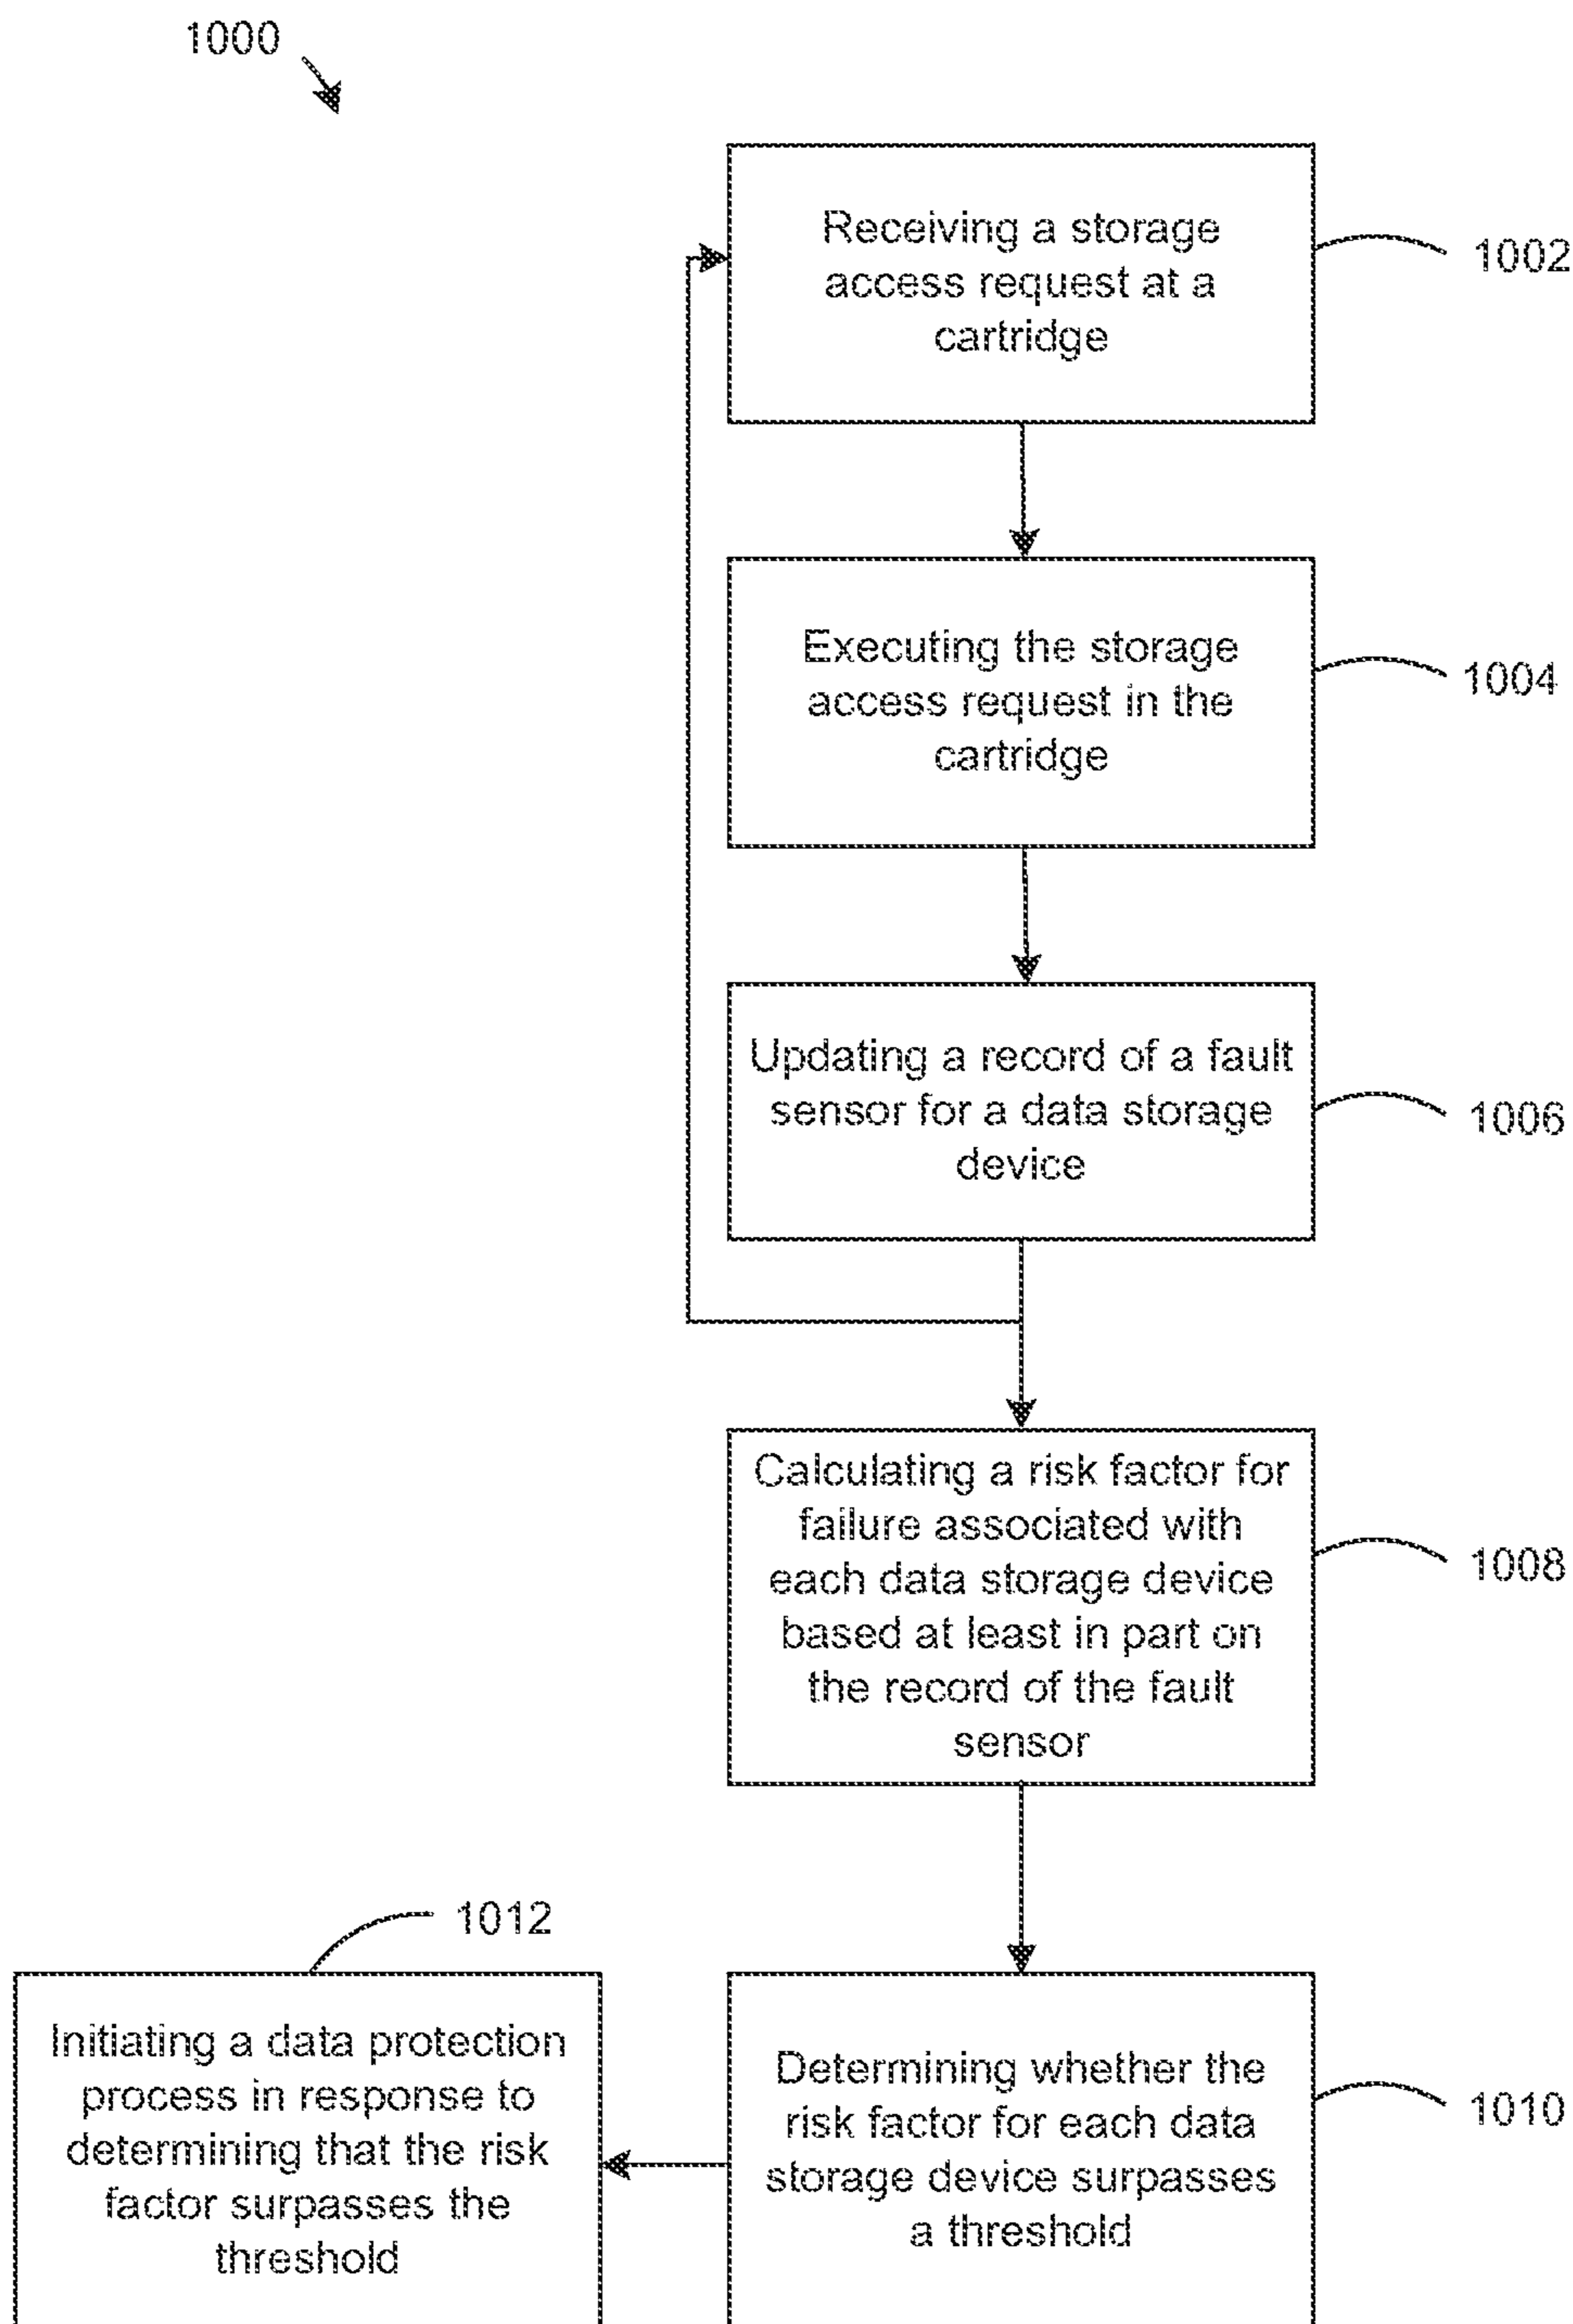 1000
Receiving a storage
access request at a
cartridge
1002
Executing the storage
access request in the
cartridge
1004
Updating a record of a fault
sensor for a data storage
device
1006
Calculating a risk factor for
failure associated with
each data storage device
based at least in part on
the record of the fault
sensor
1008
1012
Initiating a data protection
process in response to
determining that the risk
factor surpasses the
threshold
Determining whether the
risk factor for each data
storage device surpasses
a threshold
1010